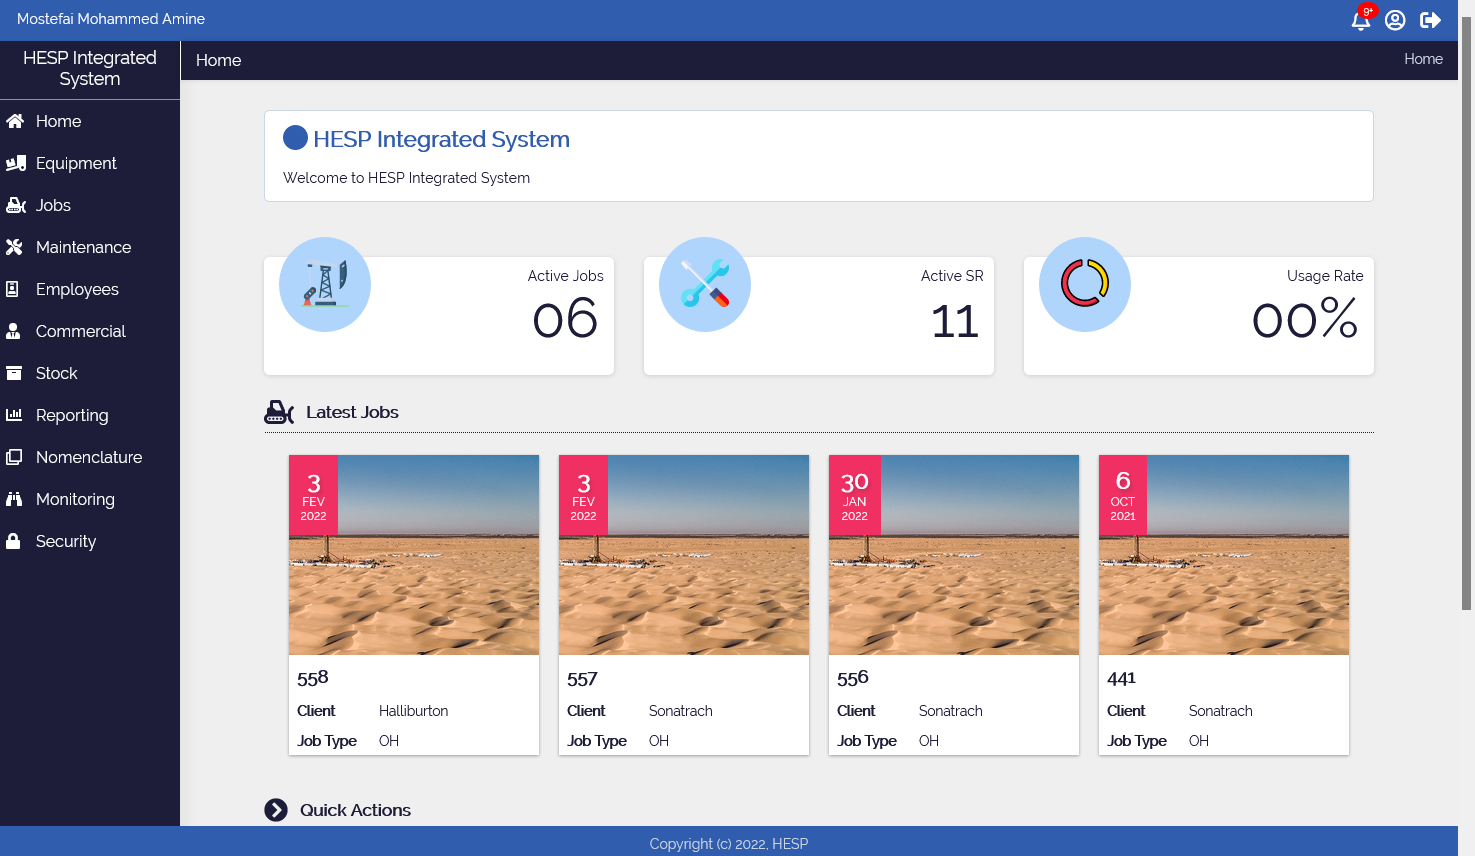 Mostefai Mohammed Amine
9+
HESP Integrated
System
Home
Home
Home
Equipment
Jobs
Maintenance
Employees
Commercial
Stock
Reporting
Nomenclature
Monitoring
Security
HESP Integrated System
Welcome to HESP Integrated System
Active Jobs
06
Active SR
11
Usage Rate
00%
Latest Jobs
3
FEV
2022
558
Client Halliburton
Job Type OH
3
FEV
2022
557
Client Sonatrach
Job Type OH
30
JAN
2022
556
Client Sonatrach
Job Type OH
6
OCT
2021
441
Client Sonatrach
Job Type OH
Quick Actions
Copyright (c) 2022, HESP